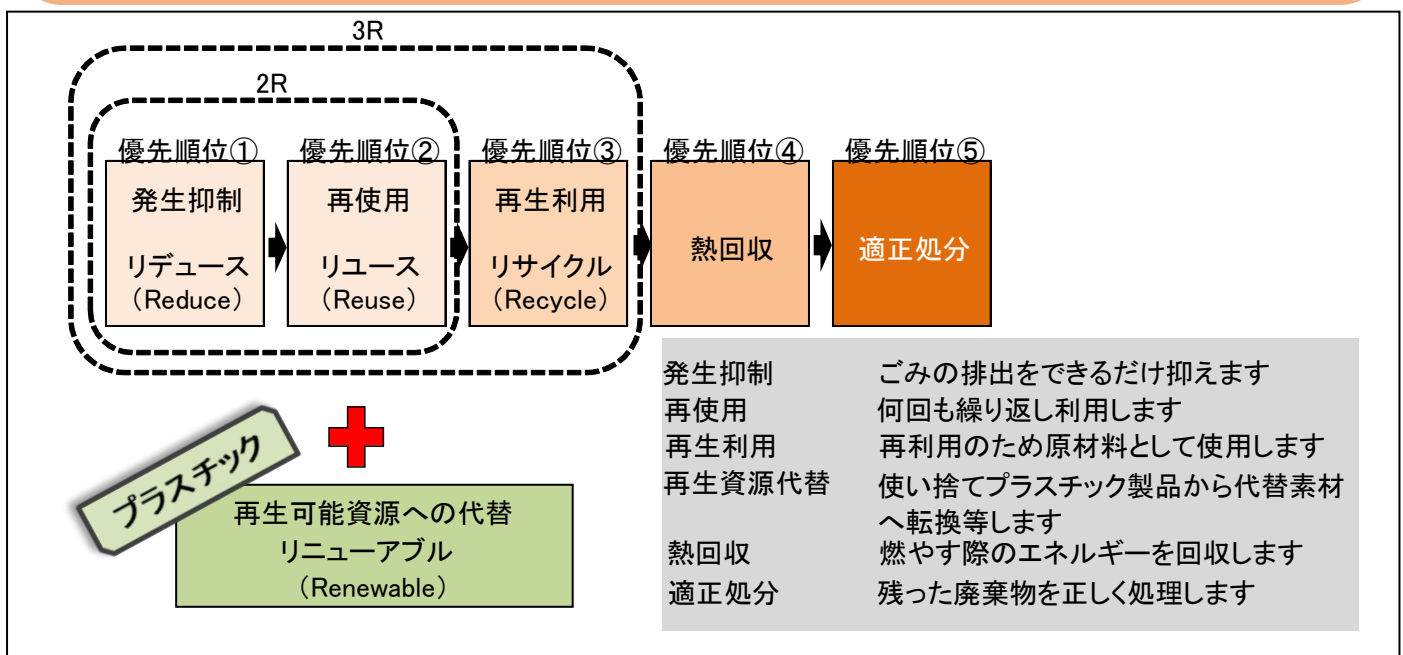 3R
2R
優先順位①
発生抑制
リデュース
（Reduce）
優先順位②
再使用
リユース
（Reuse）
優先順位③
再生利用
リサイクル
（Recycle）
優先順位④
熱回収
優先順位⑤
適正処分
プラスチック
再生可能資源への代替
リニューアブル
（Renewable）
発生抑制 ごみの排出をできるだけ抑えます
再使用 何回も繰り返し利用します
再生利用 再利用のため原材料として使用します
再生資源代替 使い捨てプラスチック製品から代替素材
へ転換等します
熱回収 燃やす際のエネルギーを回収します
適正処分 残った廃棄物を正しく処理します